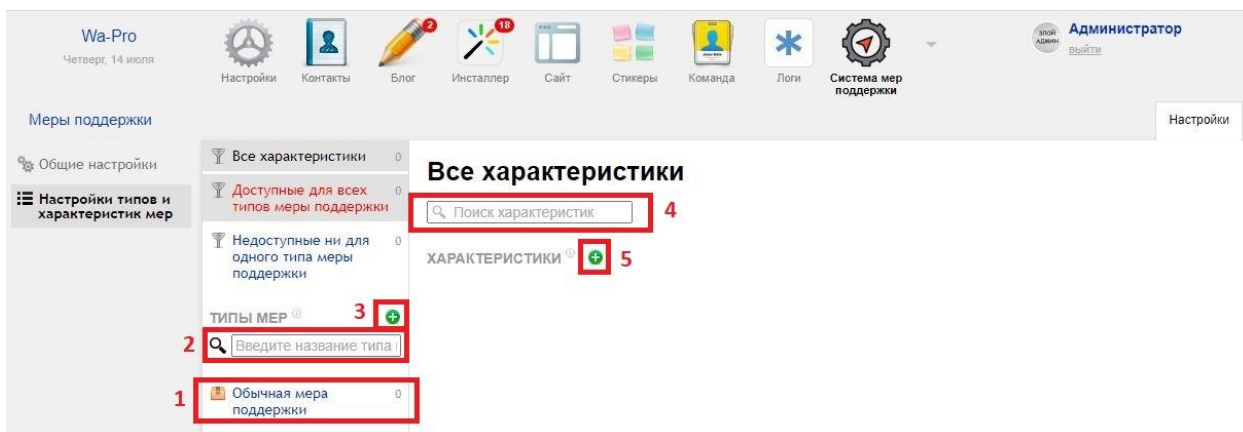 Wa-Pro
Четверг, 14 июля
Настройки
Контакты
2
Блог
18
Инсталлер
Сайт
Стикеры
Команда
Логи
Система мер
поддержки
злой
Админ
Администратор
выйти
Меры поддержки
Настройки
Общие настройки
Настройки типов и
характеристик мер
Все характеристики 0
Доступные для всех 0
типов меры поддержки
Недоступные ни для 0
одного типа меры
поддержки
ТИПЫ МЕР 3
2 Введите название типа
1 Обычная мера 0
поддержки
Все характеристики
Поиск характеристик 4
ХАРАКТЕРИСТИКИ 5